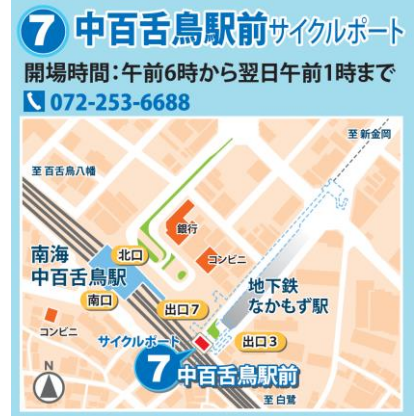 7 中百舌鳥駅前サイクルポート
開場時間：午前6時から翌日午前1時まで
072-253-6688
至新金岡
至百舌鳥八幡
銀行
北口
コンビニ
南海
中百舌鳥駅
地下鉄
なかもず駅
南口
出口7
コンビニ
サイクルポート
出口3
7 中百舌鳥駅前
N
至白鷺